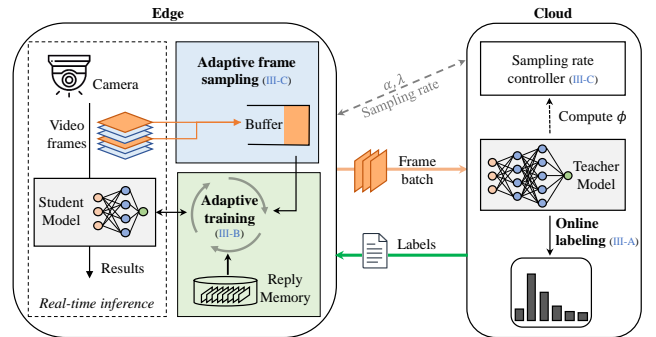 Edge
Cloud
Camera
Video
frames
Adaptive frame
sampling (III-C)
Buffer
α, λ
Sampling rate
Sampling rate
controller (III-C)
Compute ϕ
Frame
batch
Teacher
Model
Student
Model
Adaptive
training
(III-B)
Reply
Memory
Results
Real-time inference
Labels
Online
labeling (III-A)